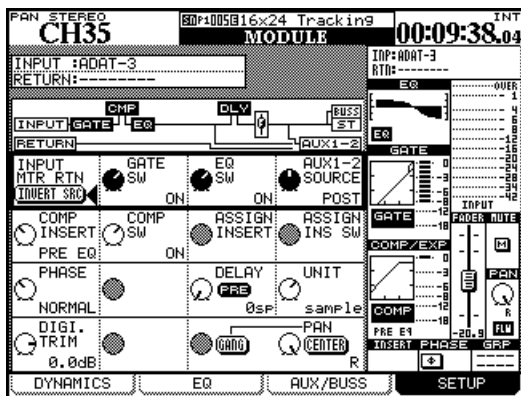 PAN STEREO
CH35
SNP:1005 16x24 Tracking
MODULE
INT
00:09:38.04
INPUT :ADAT-3
RETURN:---------
INP:ADAT-3
RTN:--------
CMP
DLY
BUSS
INPUT GATE EQ
ST
RETURN
AUX1-2
EQ
OVER
EQ
GATE
INPUT
MTR RTN
INVERT SRC
GATE
SW
ON
EQ
SW
ON
AUX1-2
SOURCE
POST
INPUT
COMP
INSERT
PRE EQ
COMP
SW
ON
ASSIGN
INSERT
ASSIGN
INS SW
GATE
FADER MUTE
M
COMP/EXP
PHASE
NORMAL
DELAY
PRE
0sp
UNIT
sample
COMP
PRE EQ
PAN
R
FLW
-20.9
DIGI.
TRIM
0.0dB
GANG
PAN
CENTER
R
INSERT PHASE GRP
Φ
DYNAMICS
EQ
AUX/BUSS
SETUP